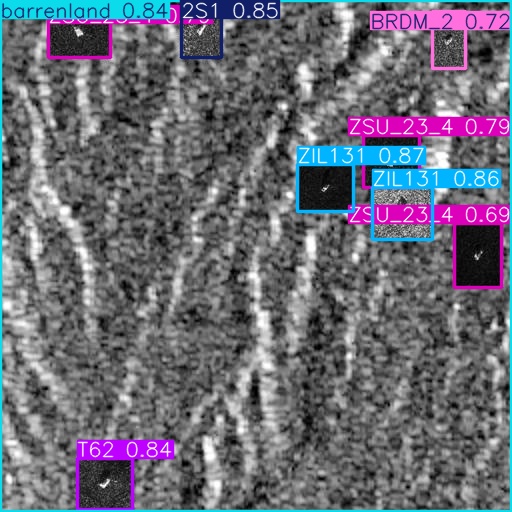 barrenland 0.84
2S1 0.85
BRDM_2 0.72
ZSU_23_4 0.79
ZIL131 0.87
ZIL131 0.86
ZSU_23_4 0.69
T62 0.84